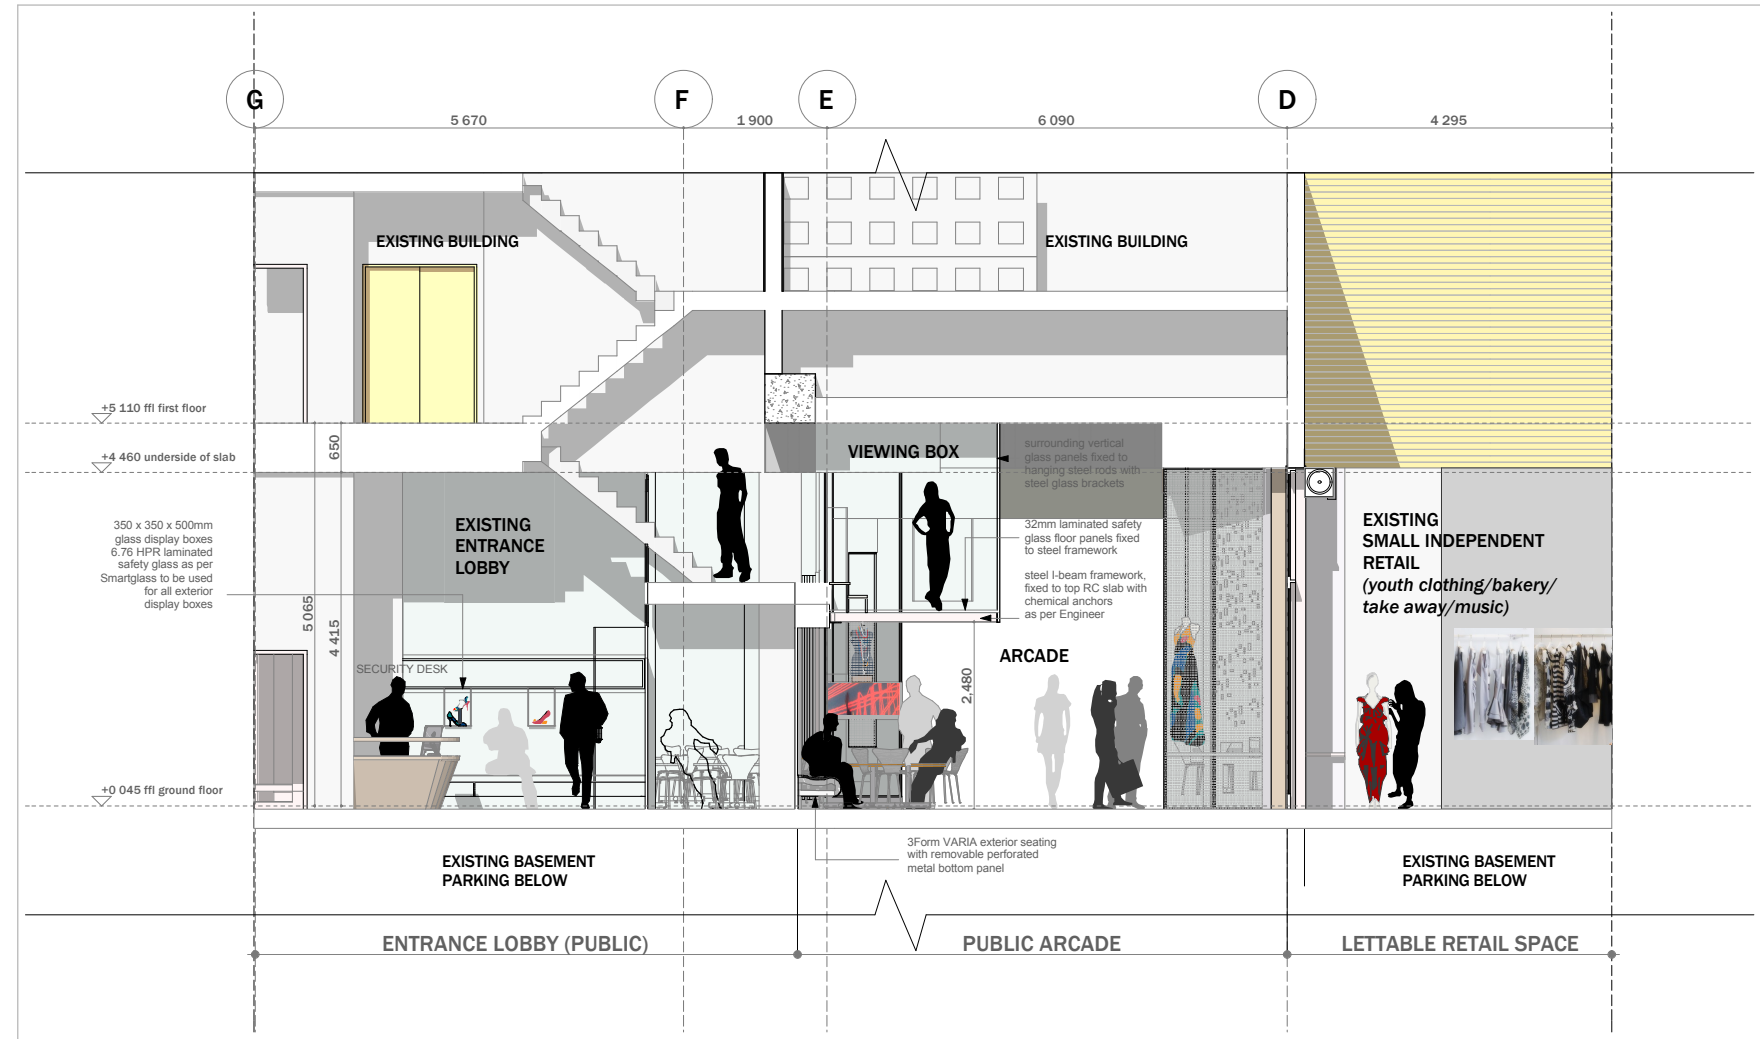 G
F
E
D
5 670
1 900
6 090
4 295
EXISTING BUILDING
EXISTING BUILDING
+5 110 ffl first floor
650
+4 460 underside of slab
VIEWING BOX
surrounding vertical
glass panels fixed to
hanging steel rods with
steel glass brackets
350 x 350 x 500mm
glass display boxes
6.76 HPR laminated
safety glass as per
Smartglass to be used
for all exterior
display boxes
EXISTING
ENTRANCE
LOBBY
32mm laminated safety
glass floor panels fixed
to steel framework
steel I-beam framework,
fixed to top RC slab with
chemical anchors
as per Engineer
EXISTING
SMALL INDEPENDENT
RETAIL
(youth clothing/bakery/
take away/music)
5 065
4 415
SECURITY DESK
ARCADE
2,480
+0 045 ffl ground floor
3Form VARIA exterior seating
with removable perforated
metal bottom panel
EXISTING BASEMENT
PARKING BELOW
EXISTING BASEMENT
PARKING BELOW
ENTRANCE LOBBY (PUBLIC)
PUBLIC ARCADE
LETTABLE RETAIL SPACE